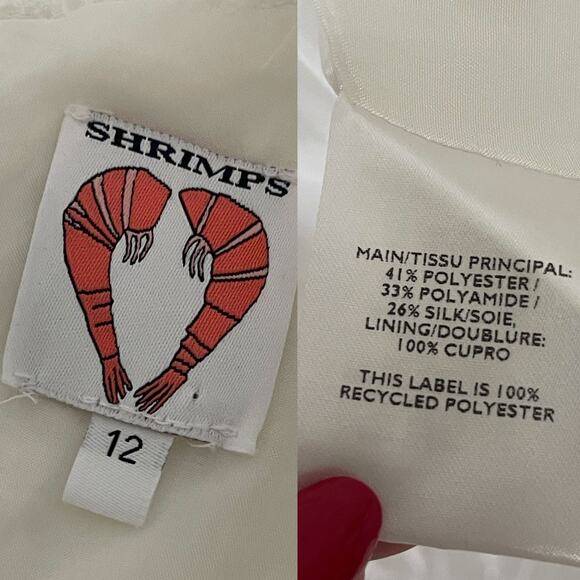 SHRIMPS
12
MAIN/TISSU PRINCIPAL:
41% POLYESTER /
33% POLYAMIDE /
26% SILK/SOIE,
LINING/DOUBLURE:
100% CUPRO
THIS LABEL IS 100%
RECYCLED POLYESTER